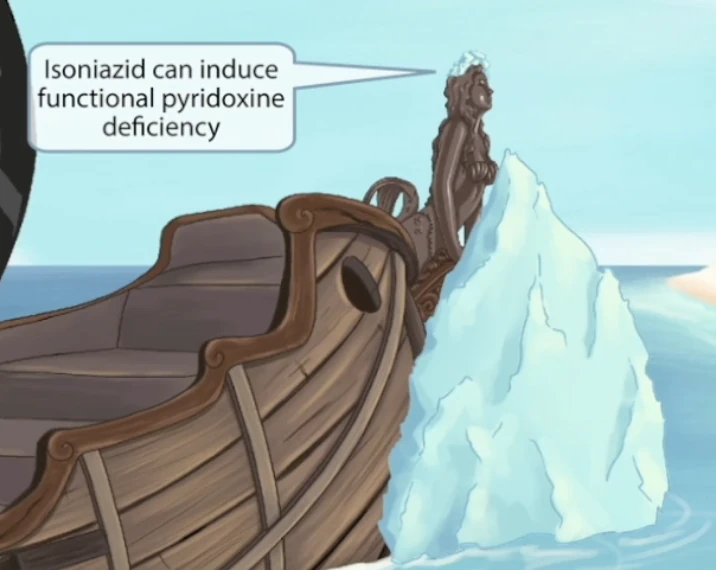 Isoniazid can induce
functional pyridoxine
deficiency